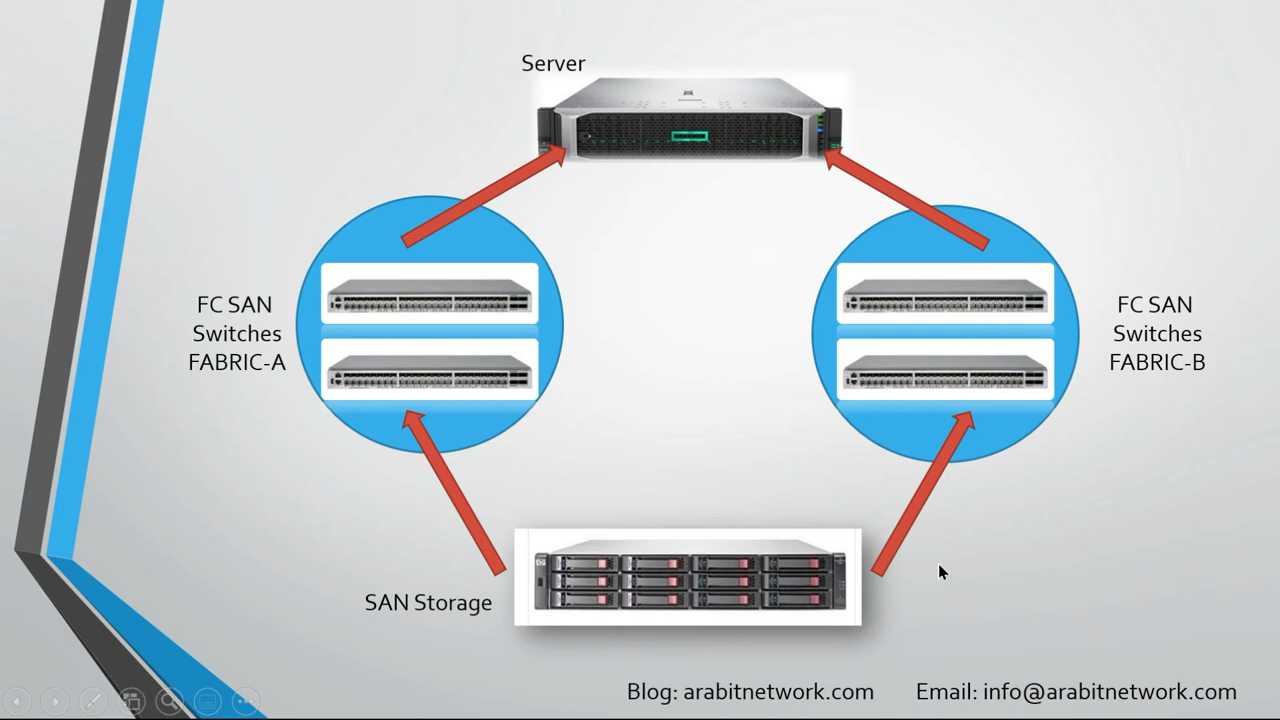 Server
FC SAN
Switches
FABRIC-A
FC SAN
Switches
FABRIC-B
SAN Storage
Blog: arabitnetwork.com
Email: info@arabitnetwork.com